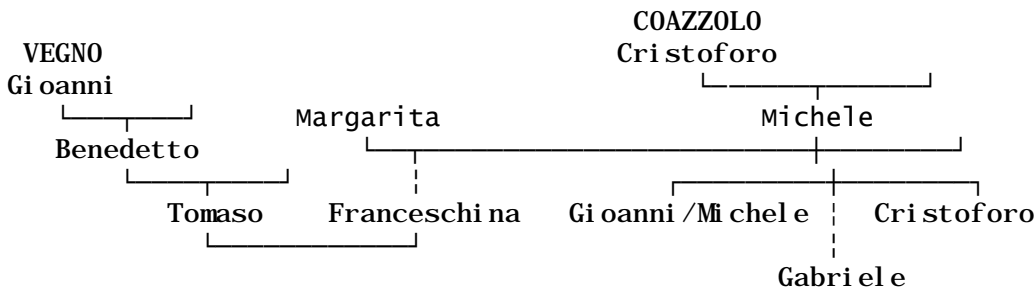 COAZZOLO
VEGNO Cristoforo
Gioanni
Margarita Michele
Benedetto
Tomaso Franceschina Gioanni/Michele Cristoforo
Gabriele